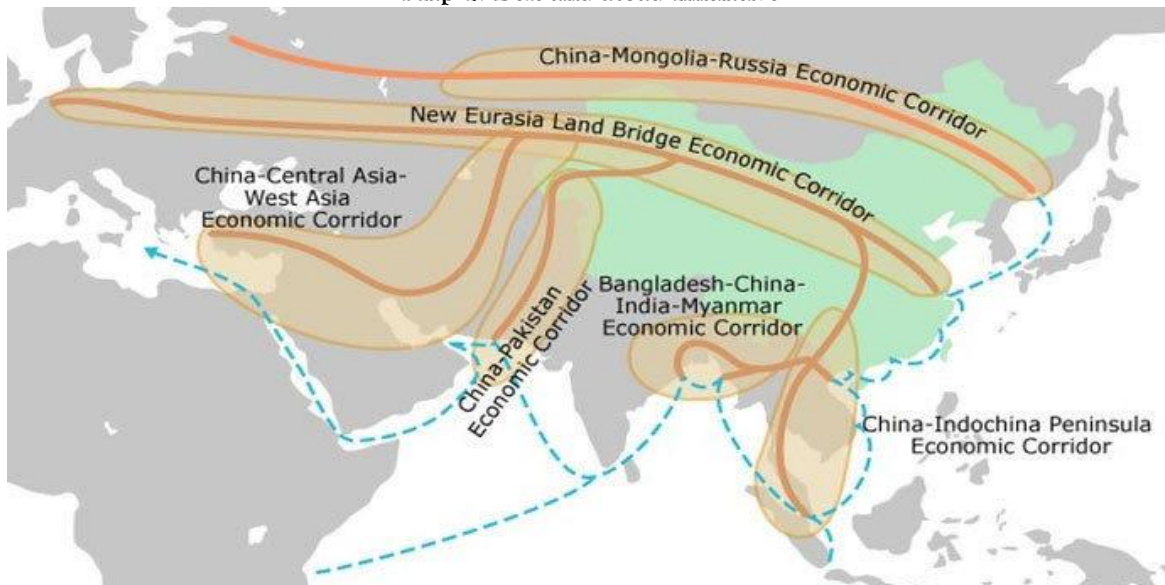 China-Mongolia-Russia Economic Corridor
New Eurasia Land Bridge Economic Corridor
China-Central Asia-
West Asia
Economic Corridor
Bangladesh-China-
India-Myanmar
Economic Corridor
China-Pakistan
Economic Corridor
China-Indochina Peninsula
Economic Corridor